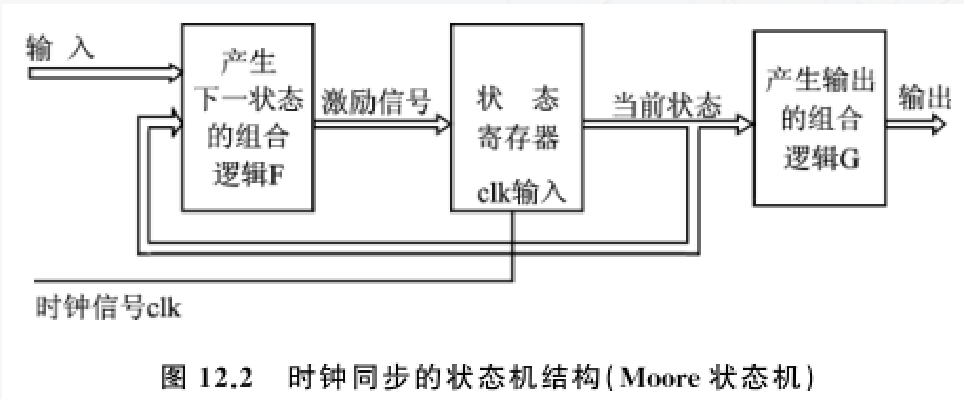 输 入
产生
下一状态
的组合
逻辑F
激励信号
状 态
寄存器
clk输入
当前状态
产生输出
的组合
逻辑G
输出
时钟信号clk
图 12.2 时钟同步的状态机结构(Moore 状态机)